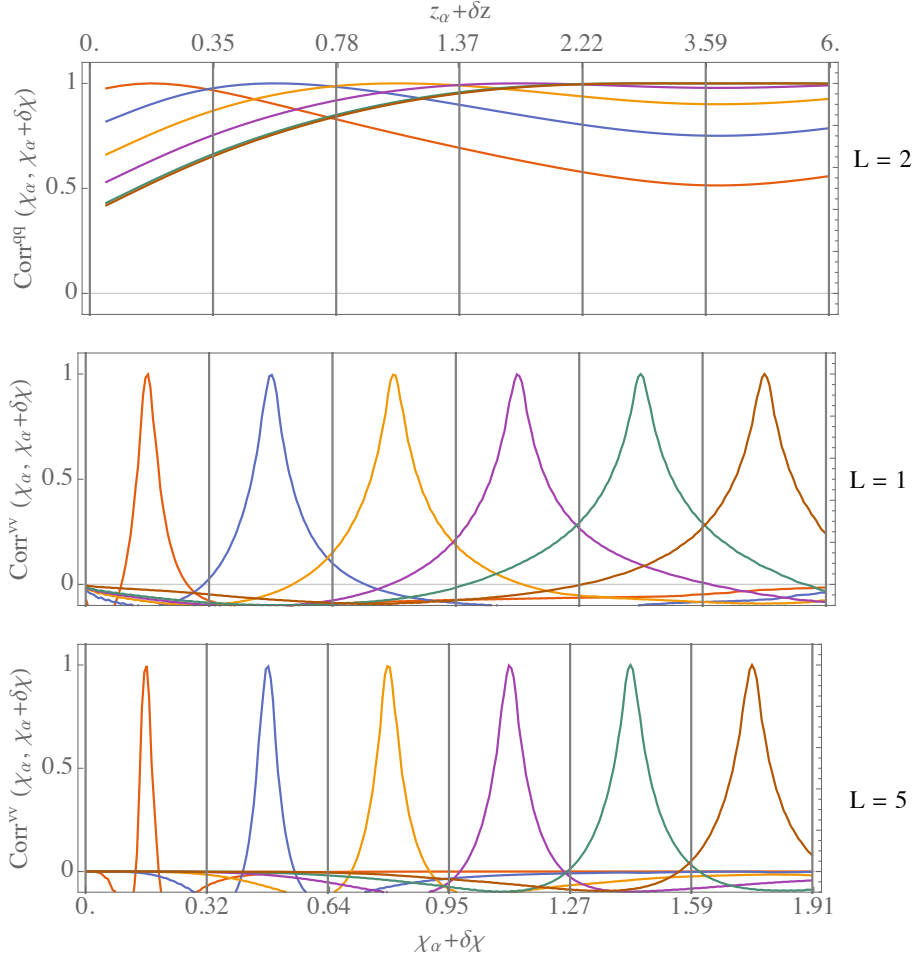 z_α+δz
0. 0.35 0.78 1.37 2.22 3.59 6.
Corr^qq (χ_α, χ_α+δχ)
1
0.5
0
L = 2
Corr^vv (χ_α, χ_α+δχ)
1
0.5
0
L = 1
Corr^vv (χ_α, χ_α+δχ)
1
0.5
0
L = 5
0. 0.32 0.64 0.95 1.27 1.59 1.91
χ_α+δχ